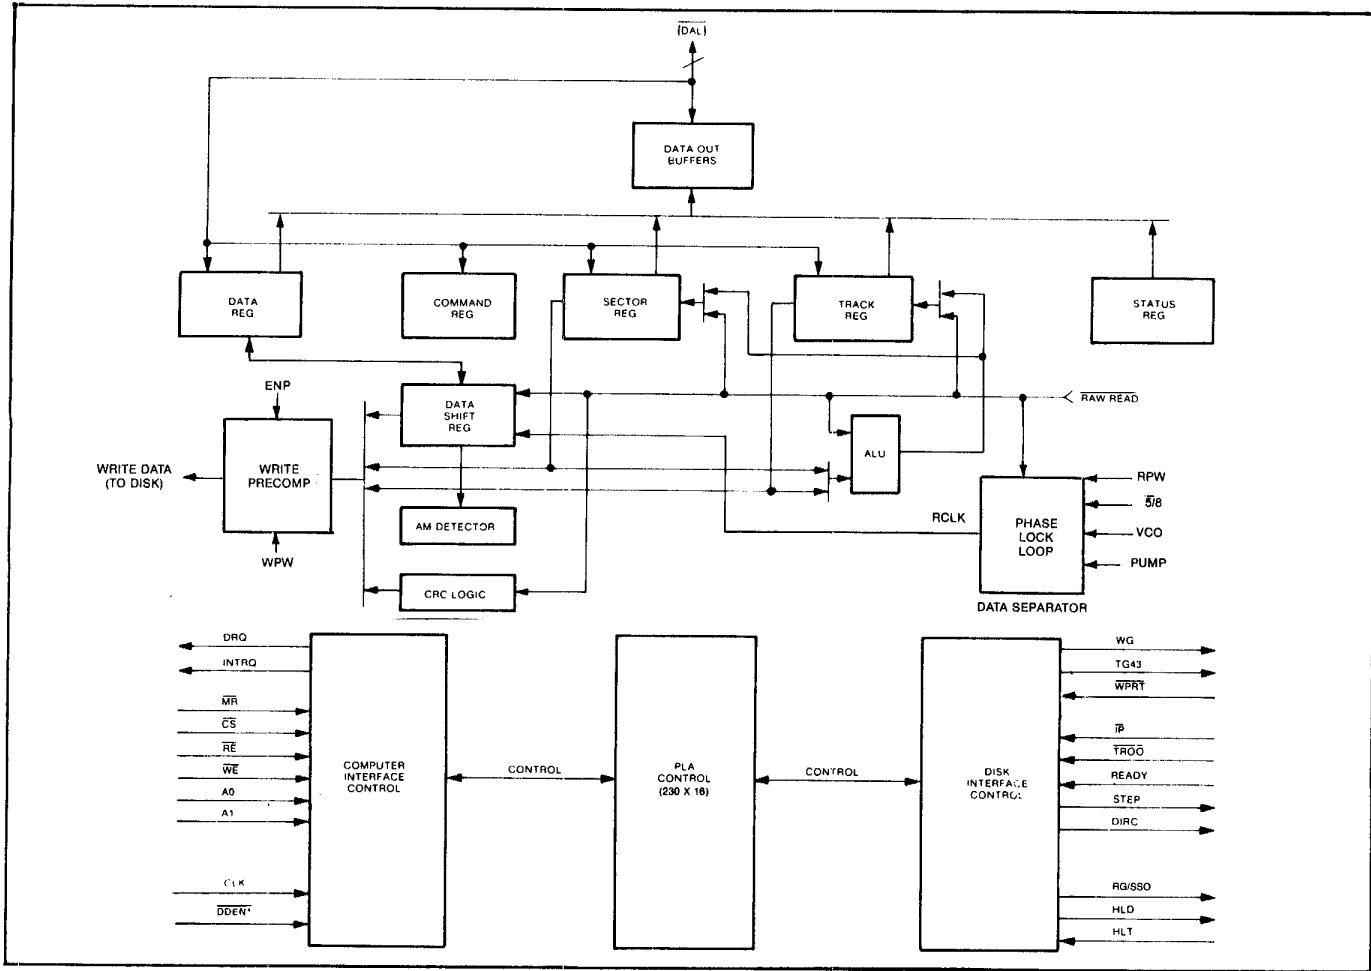 (DAL)
DATA OUT
BUFFERS
DATA
REG
COMMAND
REG
SECTOR
REG
TRACK
REG
STATUS
REG
ENP
DATA
SHIFT
REG
RAW READ
WRITE DATA
(TO DISK)
WRITE
PRECOMP
ALU
AM DETECTOR
RCLK
PHASE
LOCK
LOOP
RPW
5/8
VCO
PUMP
WPW
CRC LOGIC
DATA SEPARATOR
DRQ
INTRQ
MR
CS
RE
WE
A0
A1
CLK
DDEN*
COMPUTER
INTERFACE
CONTROL
CONTROL
PLA
CONTROL
(230 X 16)
CONTROL
DISK
INTERFACE
CONTROL
WG
TG43
WPRT
IP
TROO
READY
STEP
DIRC
RG/SSO
HLD
HLT